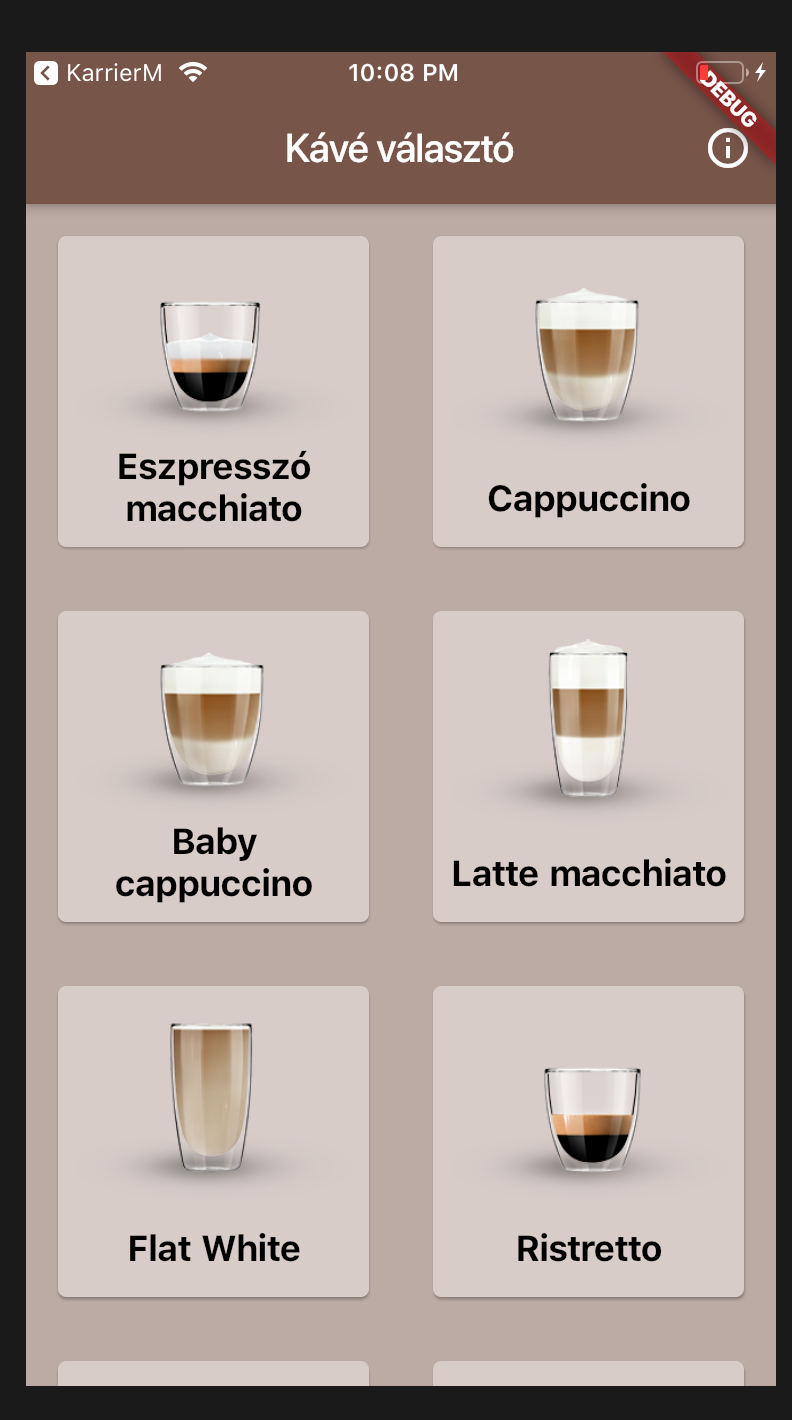 KarrierM
10:08 PM
DEBUG
Kávé választó
Eszpresszó
macchiato
Cappuccino
Baby
cappuccino
Latte macchiato
Flat White
Ristretto